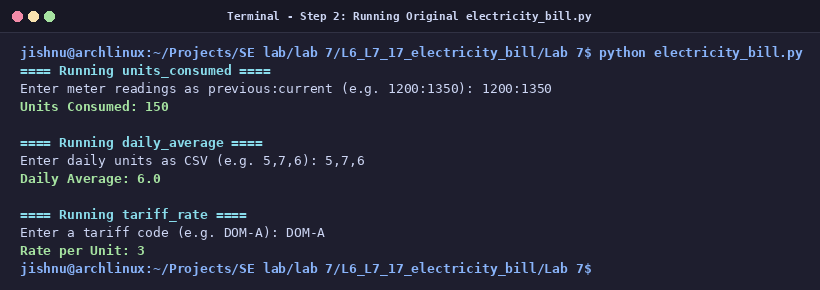 Terminal - Step 2: Running Original electricity_bill.py
jishnu@archlinux:~/Projects/SE lab/lab 7/L6_L7_17_electricity_bill/Lab 7$ python electricity_bill.py
==== Running units_consumed ====
Enter meter readings as previous:current (e.g. 1200:1350): 1200:1350
Units Consumed: 150
==== Running daily_average ====
Enter daily units as CSV (e.g. 5,7,6): 5,7,6
Daily Average: 6.0
==== Running tariff_rate ====
Enter a tariff code (e.g. DOM-A): DOM-A
Rate per Unit: 3
jishnu@archlinux:~/Projects/SE lab/lab 7/L6_L7_17_electricity_bill/Lab 7$